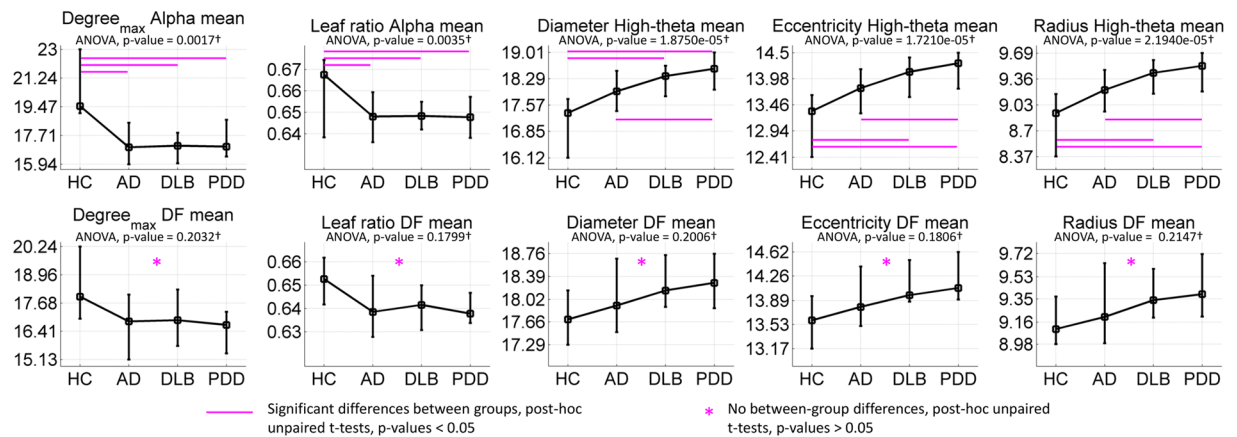 Degree max Alpha mean
ANOVA, p-value = 0.0017†
23
21.24
19.47
17.71
15.94
HC AD DLB PDD
Leaf ratio Alpha mean
ANOVA, p-value = 0.0035†
0.67
0.66
0.65
0.64
HC AD DLB PDD
Diameter High-theta mean
ANOVA, p-value = 1.8750e-05†
19.01
18.29
17.57
16.85
16.12
HC AD DLB PDD
Eccentricity High-theta mean
ANOVA, p-value = 1.7210e-05†
14.5
13.98
13.46
12.94
12.41
HC AD DLB PDD
Radius High-theta mean
ANOVA, p-value = 2.1940e-05†
9.69
9.36
9.03
8.7
8.37
HC AD DLB PDD
Degree max DF mean
ANOVA, p-value = 0.2032†
20.24
18.96
17.68
16.41
15.13
*
HC AD DLB PDD
Leaf ratio DF mean
ANOVA, p-value = 0.1799†
0.66
0.64
0.63
*
HC AD DLB PDD
Diameter DF mean
ANOVA, p-value = 0.2006†
18.76
18.39
18.02
17.66
17.29
*
HC AD DLB PDD
Eccentricity DF mean
ANOVA, p-value = 0.1806†
14.62
14.26
13.89
13.53
13.17
*
HC AD DLB PDD
Radius DF mean
ANOVA, p-value = 0.2147†
9.72
9.53
9.35
9.16
8.98
*
HC AD DLB PDD
Significant differences between groups, post-hoc
unpaired t-tests, p-values < 0.05
* No between-group differences, post-hoc unpaired
t-tests, p-values > 0.05